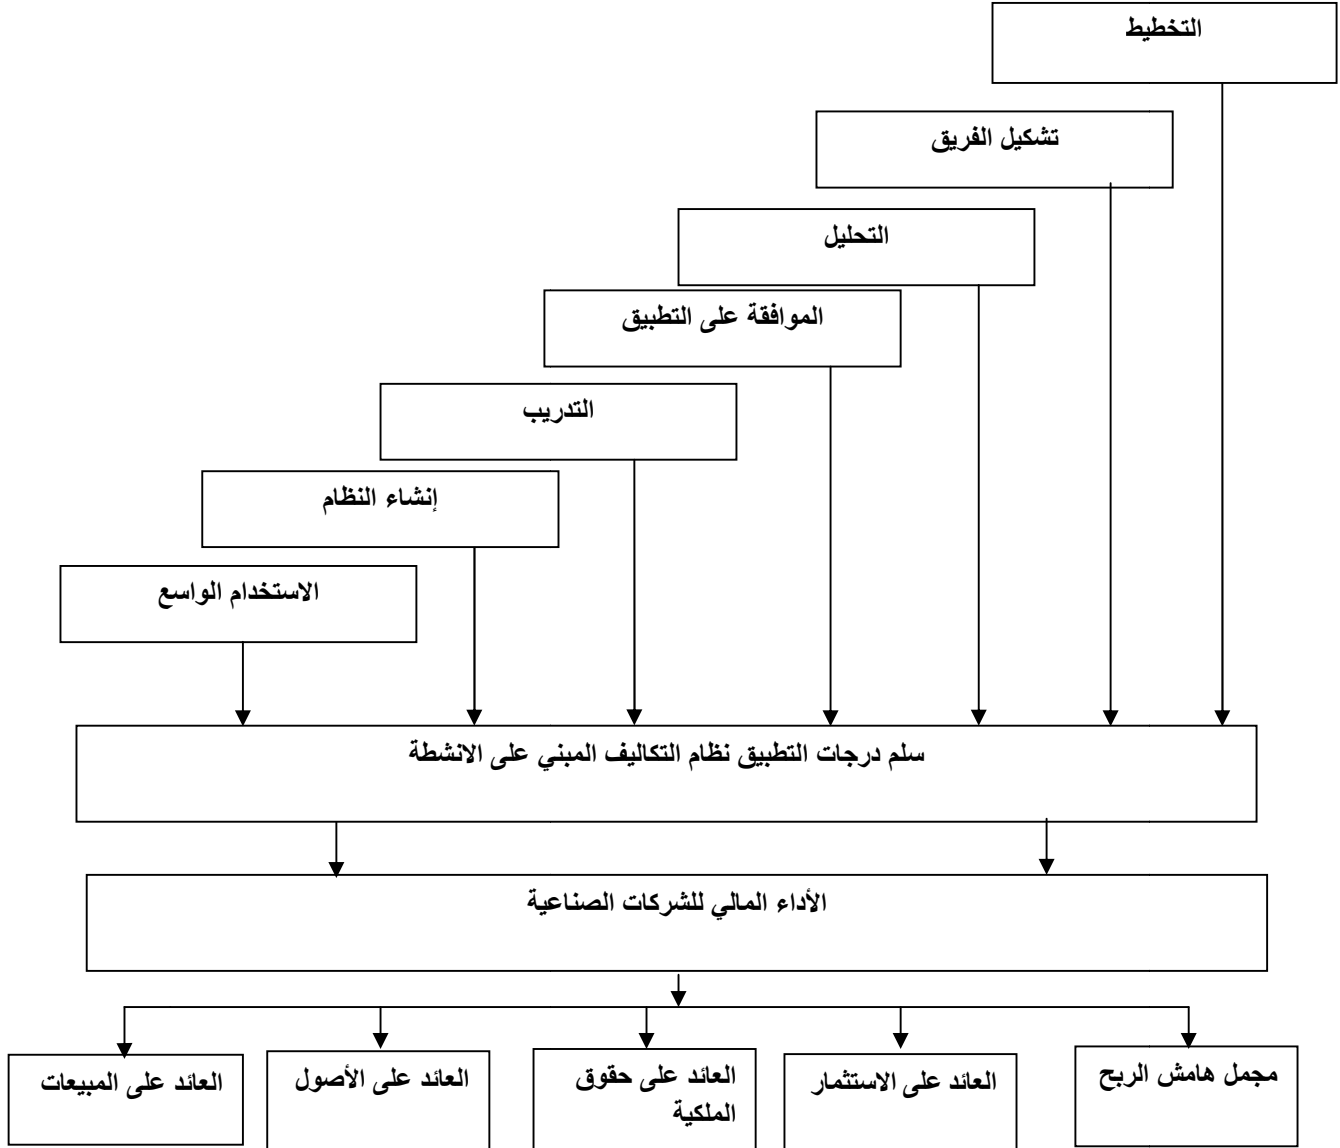 التخطيط
تشكيل الفريق
التحليل
الموافقة على التطبيق
التدريب
إنشاء النظام
الاستخدام الواسع
سلم درجات التطبيق نظام التكاليف المبني على الانشطة
الأداء المالي للشركات الصناعية
مجمل هامش الربح
العائد على الاستثمار
العائد على حقوق
الملكية
العائد على الأصول
العائد على المبيعات